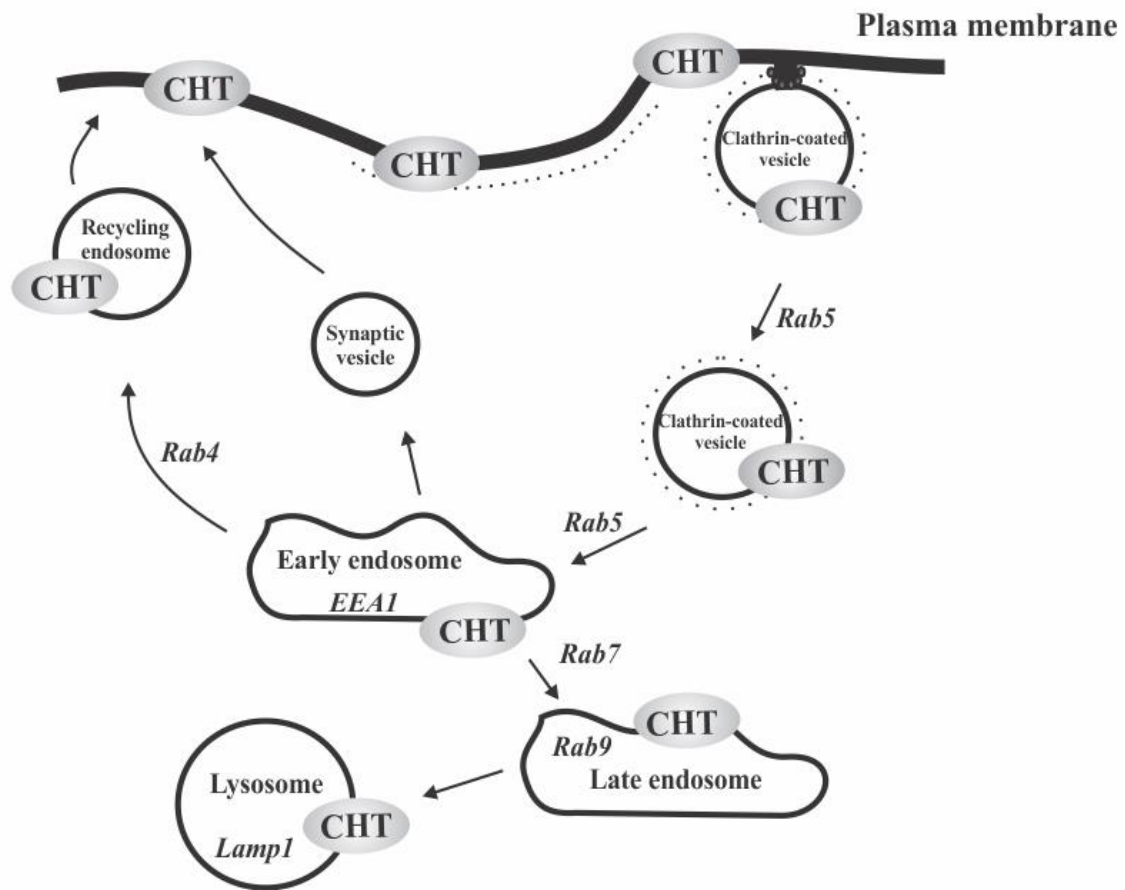 Plasma membrane
CHT
CHT
CHT
Clathrin-coated
vesicle
CHT
Recycling
endosome
CHT
Rab5
Synaptic
vesicle
Clathrin-coated
vesicle
CHT
Rab4
Rab5
Early endosome
EEA1
CHT
Rab7
CHT
Rab9
Late endosome
Lysosome
CHT
Lamp1